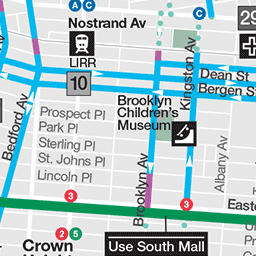 A C
C
Nostrand Av
29
LIRR
Kingston Av
Dean St
Bergen St
10
Bedford Av
Brooklyn
Children's
Museum
Prospect Pl
Park Pl
Sterling Pl
St. Johns Pl
Lincoln Pl
Brooklyn Av
Albany Av
3
3
Easte
2 5
Crown
Use South Mall